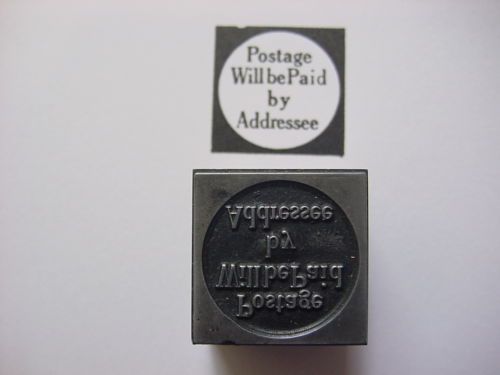 Postage
Will be Paid
by
Addressee
Addressee
by
Will be Paid
Postage